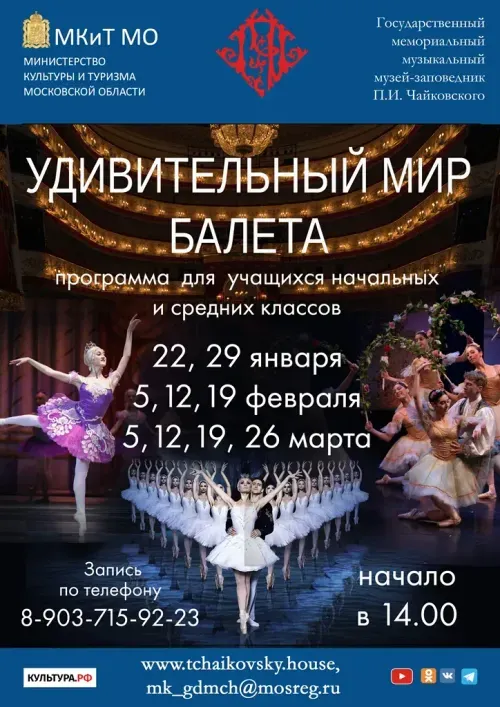 МКиТ МО
МИНИСТЕРСТВО
КУЛЬТУРЫ И ТУРИЗМА
МОСКОВСКОЙ ОБЛАСТИ
Государственный
мемориальный
музыкальный
музей-заповедник
П.И. Чайковского
УДИВИТЕЛЬНЫЙ МИР
БАЛЕТА
программа для учащихся начальных
и средних классов
22, 29 января
5,12,19 февраля
5,12,19, 26 марта
Запись
по телефону
8-903-715-92-23
начало
в 14.00
КУЛЬТУРА.РФ
www.tchaikovsky.house,
mk_gdmch@mosreg.ru